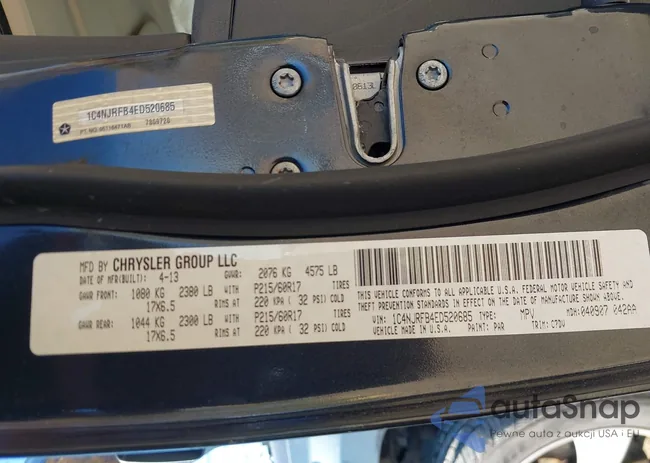 1C4NJRFB4ED520685
0513L
MFD BY CHRYSLER GROUP LLC
DATE OF MFR(BUILT): 4-13 GVWR: 2076 KG 4575 LB
GAWR FRONT: 1080 KG 2380 LB P215/60R17 TIRES
17X6.5 RIMS AT 220 KPA ( 32 PSI) COLD
GAWR REAR: 1044 KG 2300 LB P215/60R17 TIRES
17X6.5 RIMS AT 220 KPA ( 32 PSI) COLD
THIS VEHICLE CONFORMS TO ALL APPLICABLE U.S.A. FEDERAL MOTOR VEHICLE SAFETY AND
THEFT PREVENTION STANDARDS IN EFFECT ON THE DATE OF MANUFACTURE SHOWN ABOVE.
VIN: 1C4NJRFB4ED520685 TYPE: MPV MDH:040907 042AA
MADE IN U.S.A. PAINT: PAR TRIM: C7DV
autoSnap
Pewne auta z aukcji USA i EU